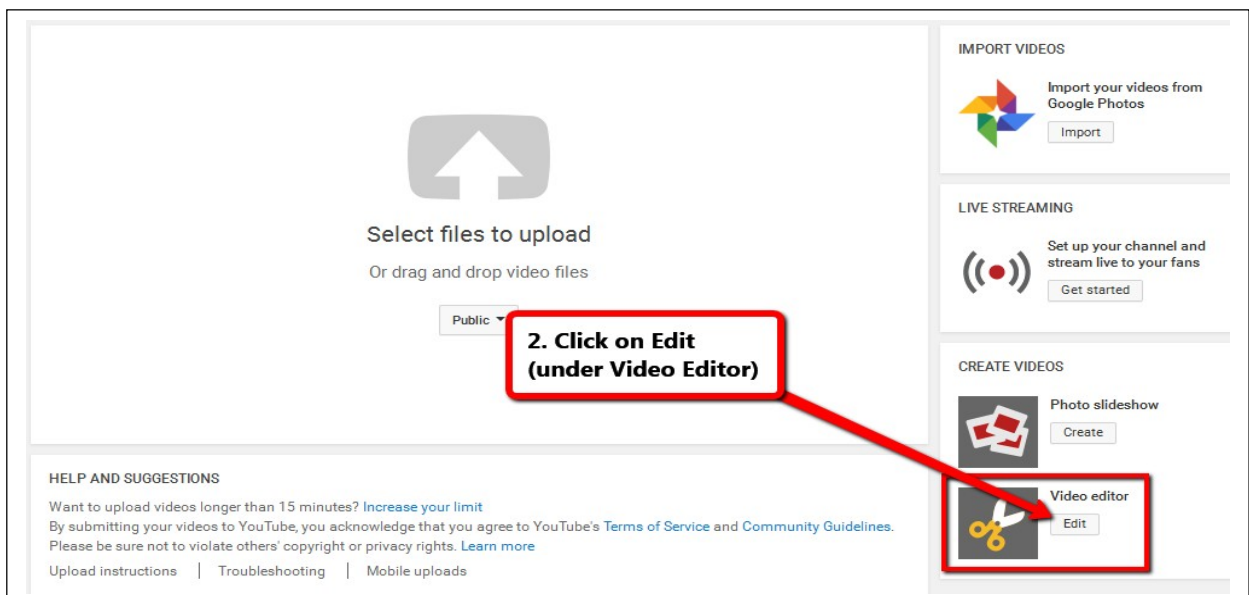 Select files to upload
Or drag and drop video files
Public
2. Click on Edit
(under Video Editor)
HELP AND SUGGESTIONS
Want to upload videos longer than 15 minutes? Increase your limit
By submitting your videos to YouTube, you acknowledge that you agree to YouTube's Terms of Service and Community Guidelines.
Please be sure not to violate others' copyright or privacy rights. Learn more
Upload instructions | Troubleshooting | Mobile uploads
IMPORT VIDEOS
Import your videos from
Google Photos
Import
LIVE STREAMING
Set up your channel and
stream live to your fans
Get started
CREATE VIDEOS
Photo slideshow
Create
Video editor
Edit